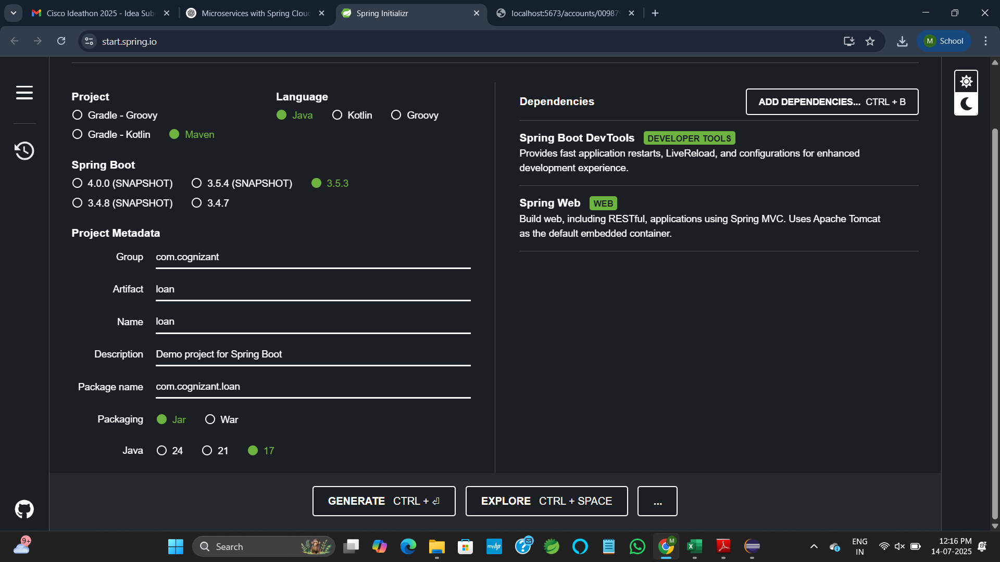 Cisco Ideathon 2025 - Idea Sub
Microservices with Spring Clou
Spring Initializr
localhost:5673/accounts/00987
start.spring.io
M School
Project
Gradle - Groovy
Gradle - Kotlin
Maven
Language
Java
Kotlin
Groovy
Spring Boot
4.0.0 (SNAPSHOT)
3.5.4 (SNAPSHOT)
3.5.3
3.4.8 (SNAPSHOT)
3.4.7
Project Metadata
Group com.cognizant
Artifact loan
Name loan
Description Demo project for Spring Boot
Package name com.cognizant.loan
Packaging Jar War
Java 24 21 17
Dependencies
ADD DEPENDENCIES... CTRL + B
Spring Boot DevTools DEVELOPER TOOLS
Provides fast application restarts, LiveReload, and configurations for enhanced
development experience.
Spring Web WEB
Build web, including RESTful, applications using Spring MVC. Uses Apache Tomcat
as the default embedded container.
GENERATE CTRL + ⏎
EXPLORE CTRL + SPACE
...
9+
Search
myhp
M
ENG
IN
12:16 PM
14-07-2025